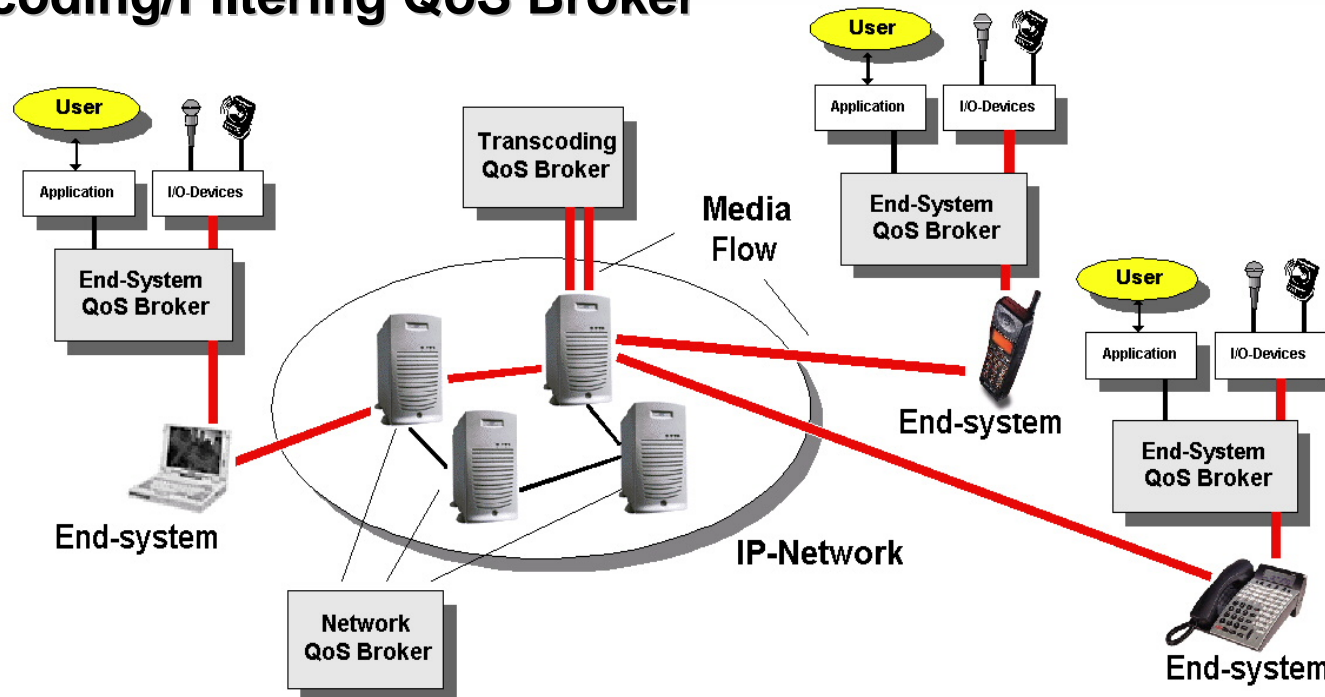 coding/Filtering QoS Broker
User
Application
I/O-Devices
End-System
QoS Broker
End-system
Transcoding
QoS Broker
Media
Flow
IP-Network
Network
QoS Broker
User
Application
I/O-Devices
End-System
QoS Broker
End-system
User
Application
I/O-Devices
End-System
QoS Broker
End-system